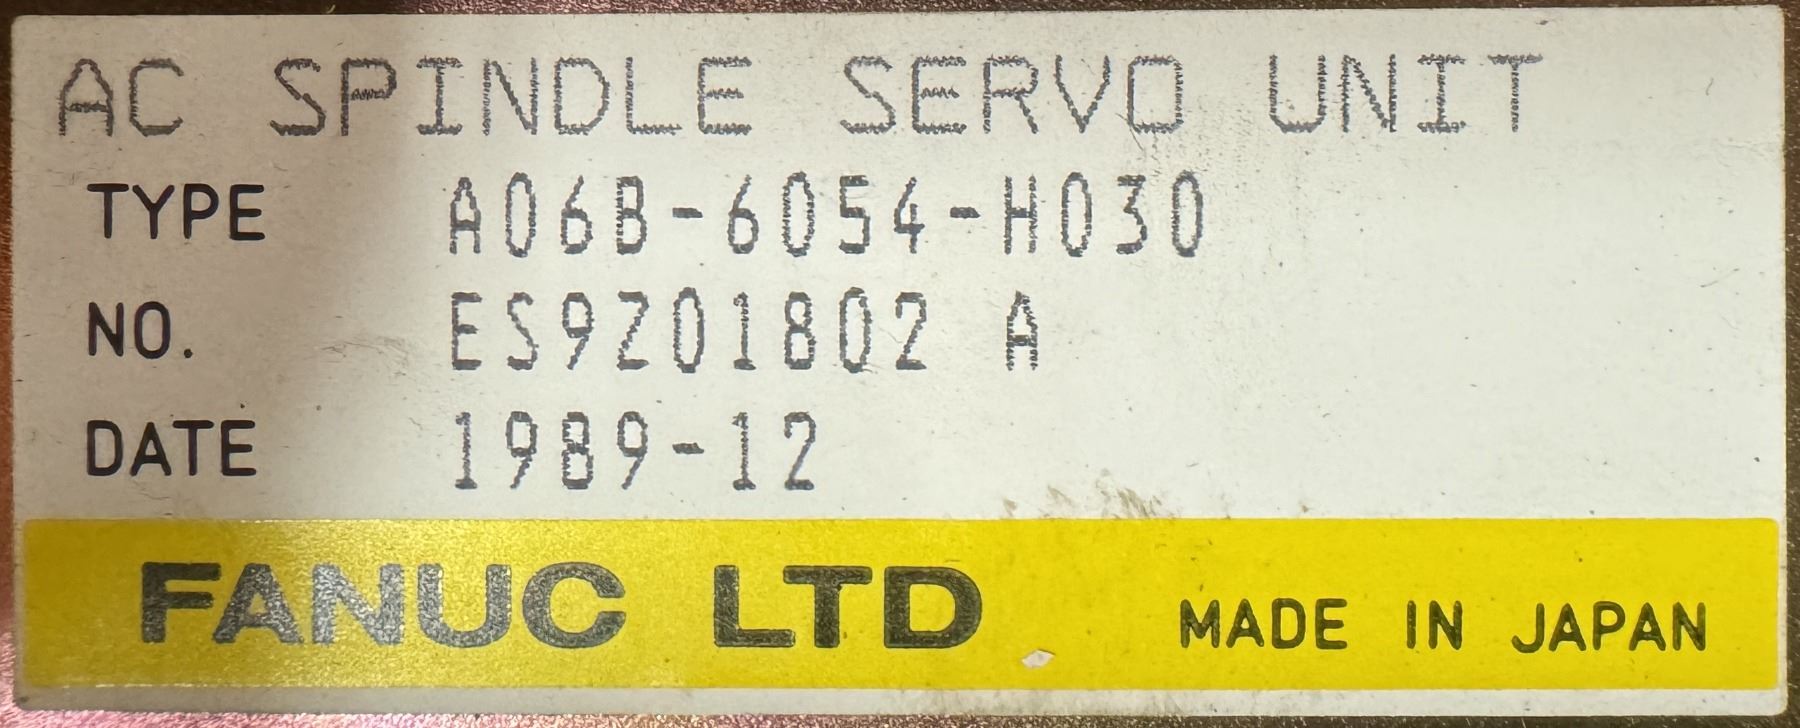 AC SPINDLE SERVO UNIT
TYPE A06B-6054-H030
NO. ES9Z01802 A
DATE 1989-12
FANUC LTD MADE IN JAPAN